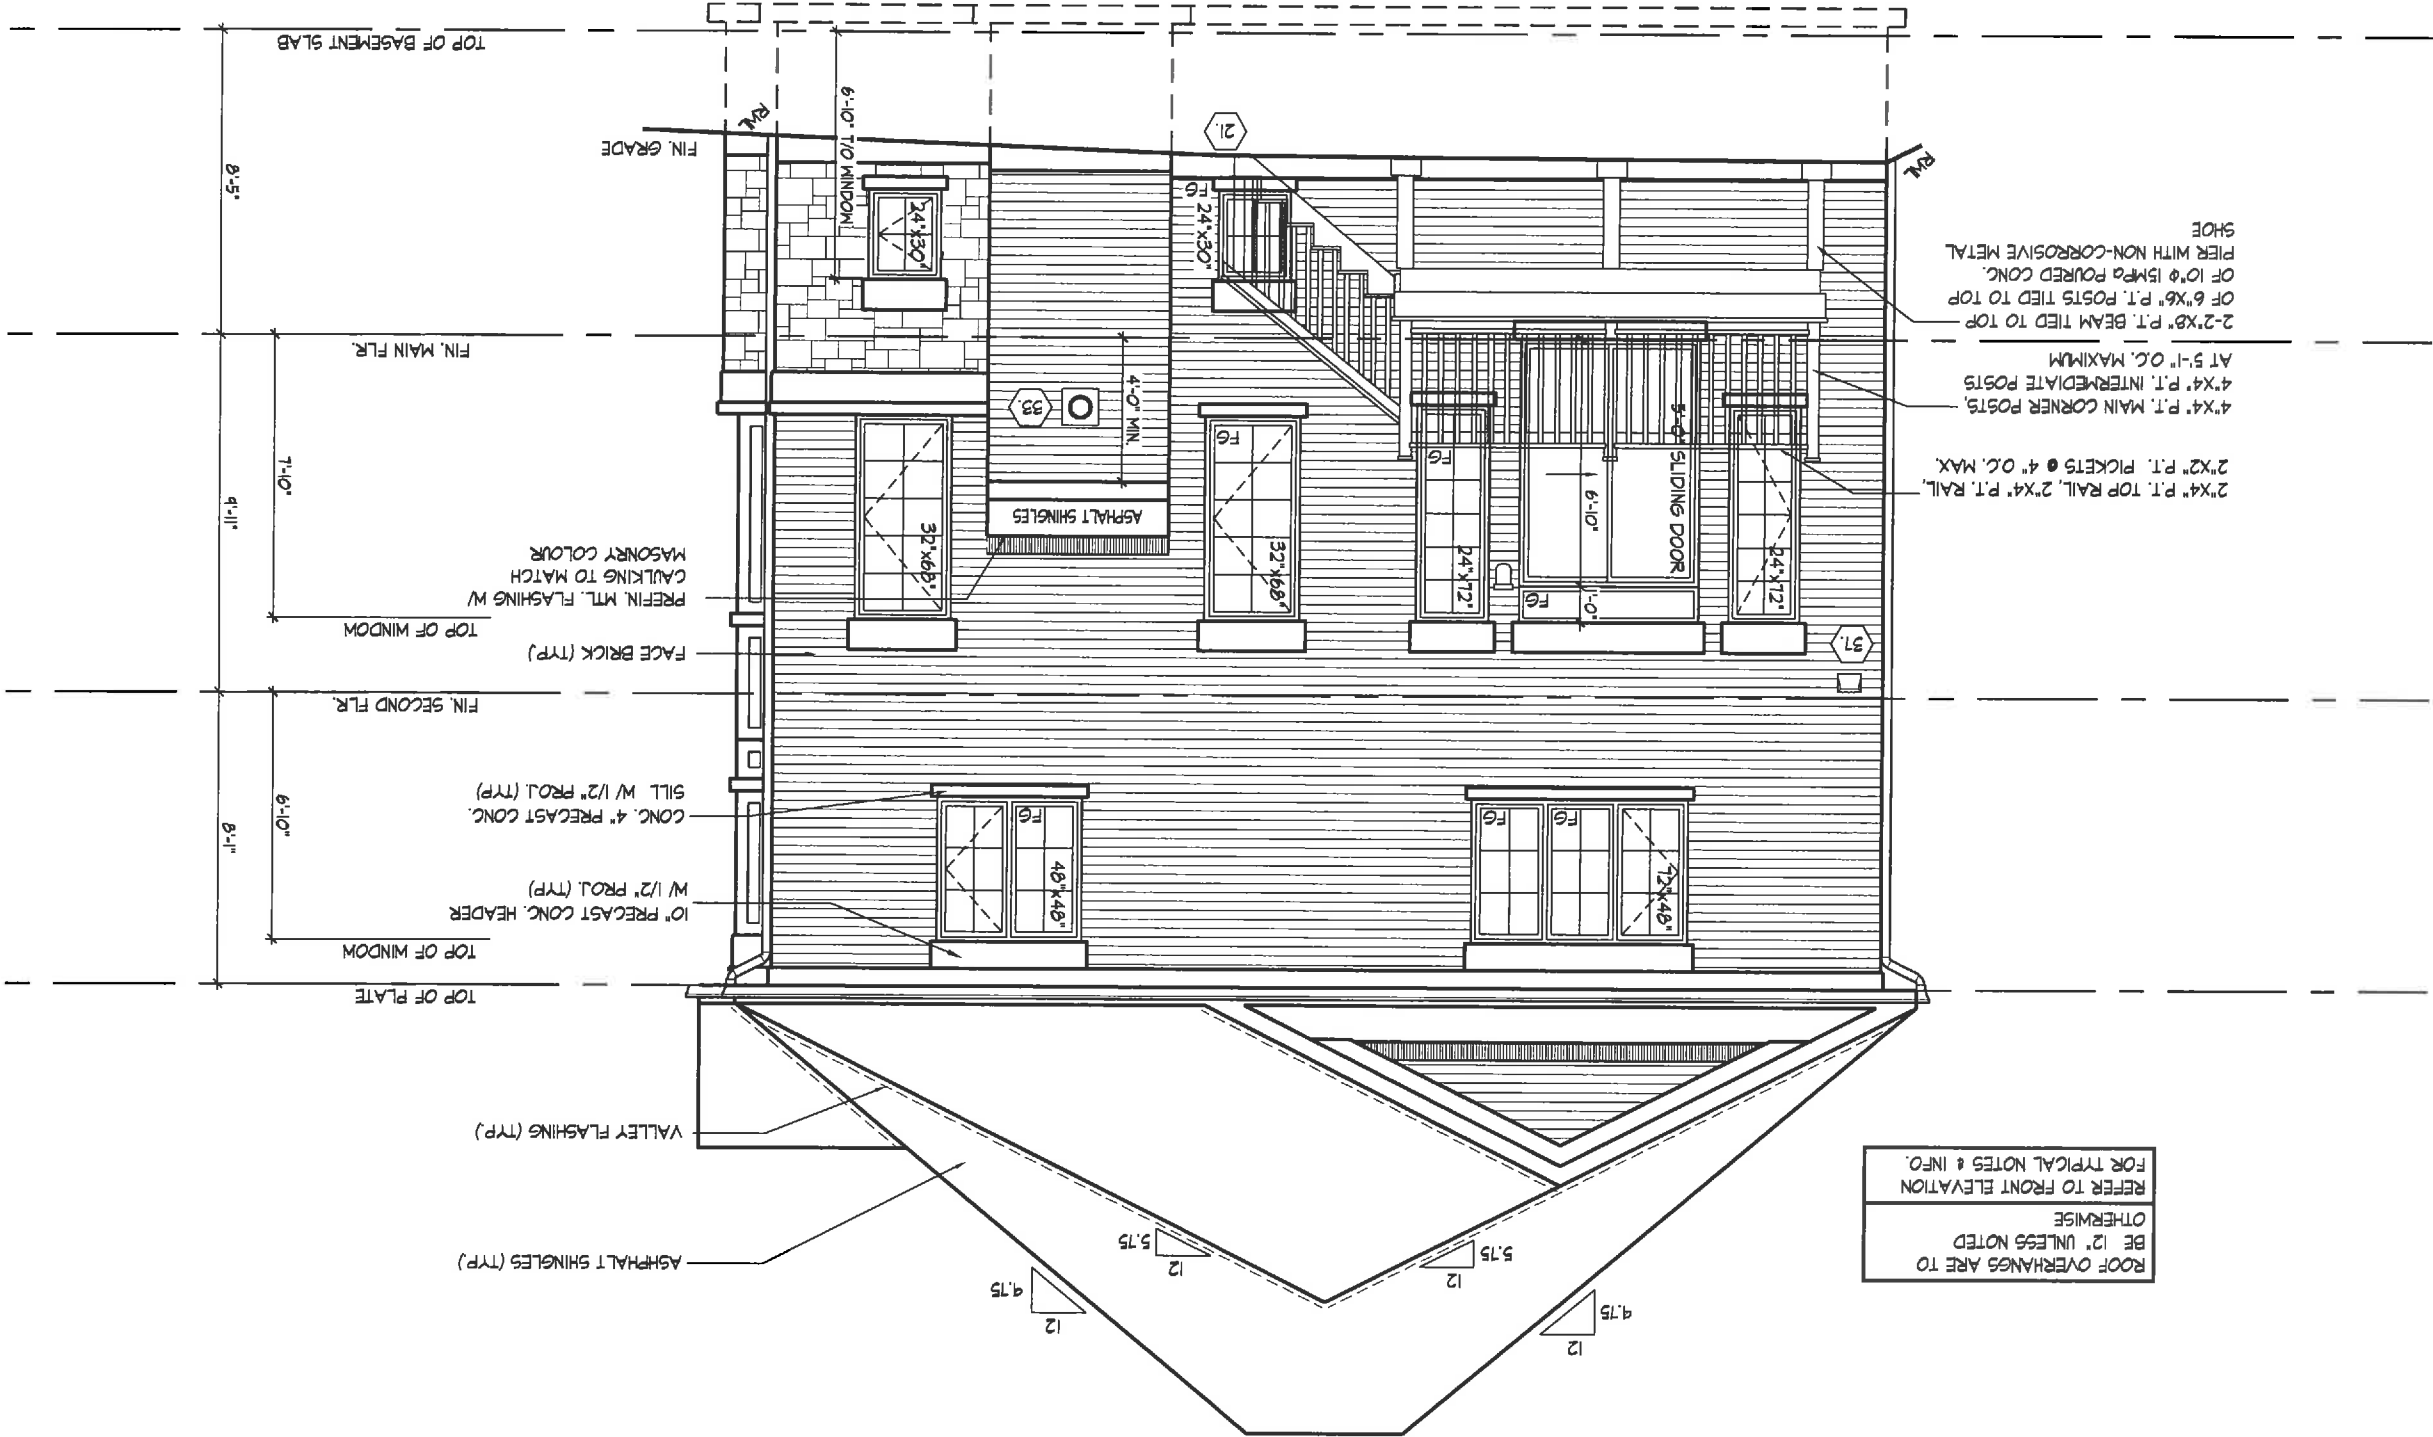 ROOF OVERHANGS ARE TO
BE 12" UNLESS NOTED
OTHERWISE
REFER TO FRONT ELEVATION
FOR TYPICAL NOTES & INFO.
12
9.75
12
9.75
12
5.75
12
5.75
ASPHPHALT SHINGLES (TYP.)
VALLEY FLASHING (TYP.)
TOP OF PLATE
TOP OF WINDOW
10" PRECAST CONC. HEADER
W/ 1/2" PROJ. (TYP)
CONC. 4" PRECAST CONC.
SILL W/ 1/2" PROJ. (TYP)
6'-10"
8'-1"
72"x48"
FG
FG
48"x48"
FG
FIN. SECOND FLR.
FACE BRICK (TYP.)
TOP OF WINDOW
PREFIN. MTL. FLASHING W/
CAULKING TO MATCH
MASONRY COLOUR
7'-10"
9'-11"
37.
24"x72"
1'-0"
FG
5'-0" SLIDING DOOR
6'-10"
24"x72"
FG
32"x68"
FG
ASPHALT SHINGLES
4'-0" MIN.
33.
32"x68"
2"X4" P.T. TOP RAIL, 2"X4" P.T. RAIL,
2"X2" P.T. PICKETS @ 4" O.C. MAX.
4"X4" P.T. MAIN CORNER POSTS,
4"X4" P.T. INTERMEDIATE POSTS
AT 5'-1" O.C. MAXIMUM
2-2"X8" P.T. BEAM TIED TO TOP
OF 6"X6" P.T. POSTS TIED TO TOP
OF 10"Φ 15MPa POURED CONC.
PIER WITH NON-CORROSIVE METAL
SHOE
FIN. MAIN FLR.
24"x30"
FG
24"x30"
6'-10" T/O WINDOW
8'-5"
FIN. GRADE
RWL
RWL
21.
TOP OF BASEMENT SLAB